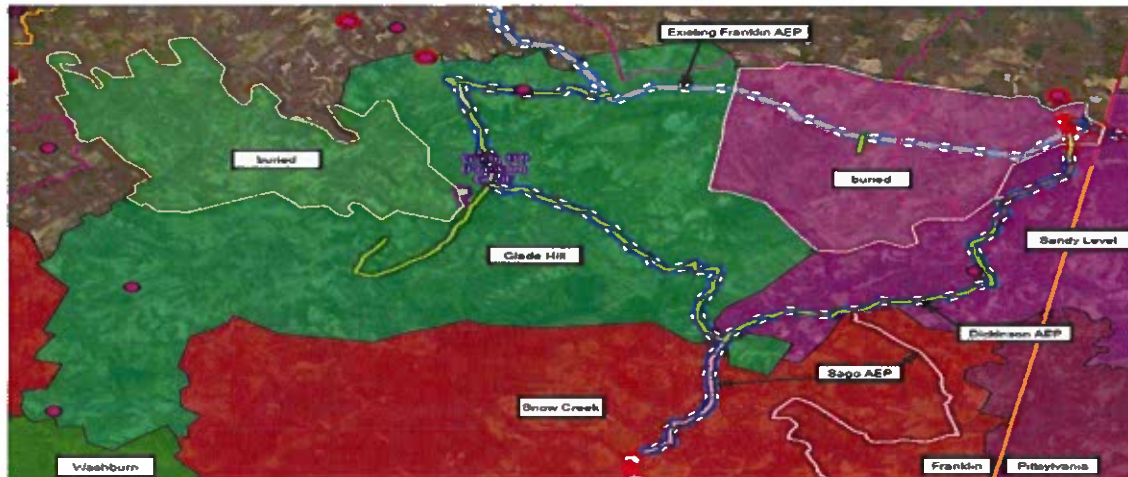 Existing Franklin AEP
buried
buried
Sandy Level
Glade Hill
Dickinson AEP
Sago AEP
Snow Creek
Washburn
Franklin
Pittsylvania